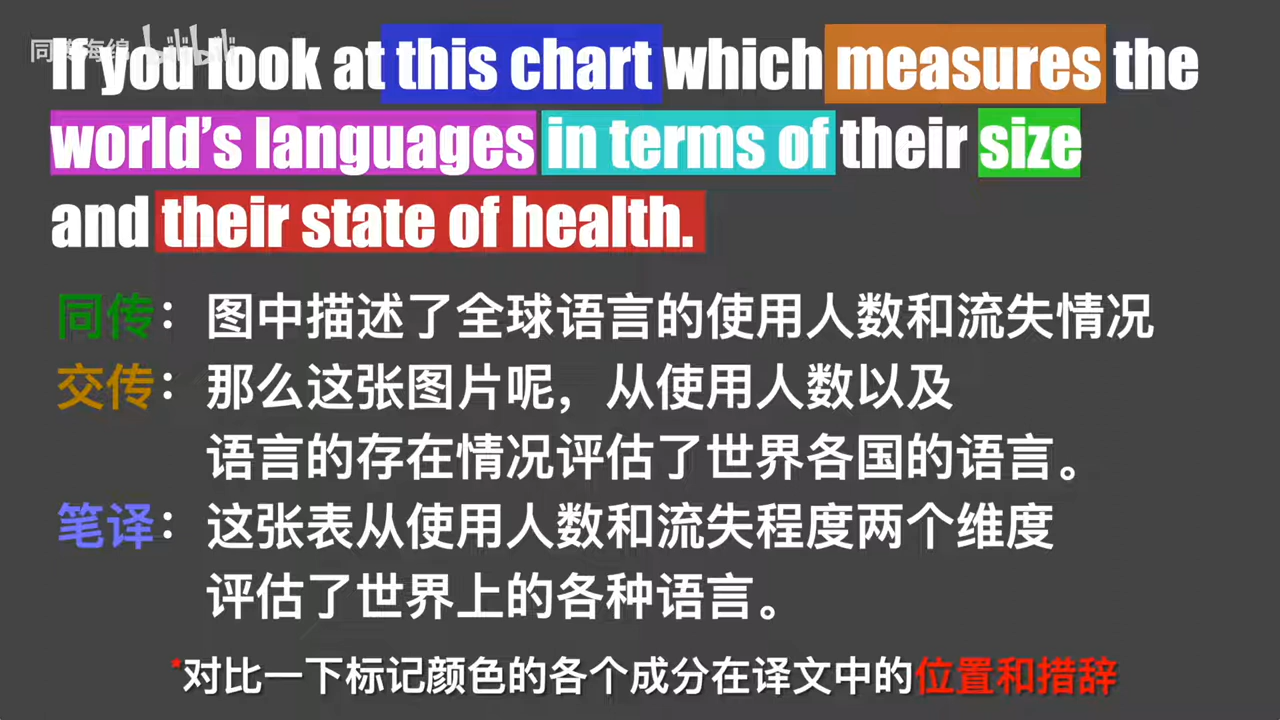 If you look at this chart which measures the
world's languages in terms of their size
and their state of health.
同传：图中描述了全球语言的使用人数和流失情况
交传：那么这张图片呢，从使用人数以及
语言的存在情况评估了世界各国的语言。
笔译：这张表从使用人数和流失程度两个维度
评估了世界上的各种语言。
*对比一下标记颜色的各个成分在译文中的位置和措辞